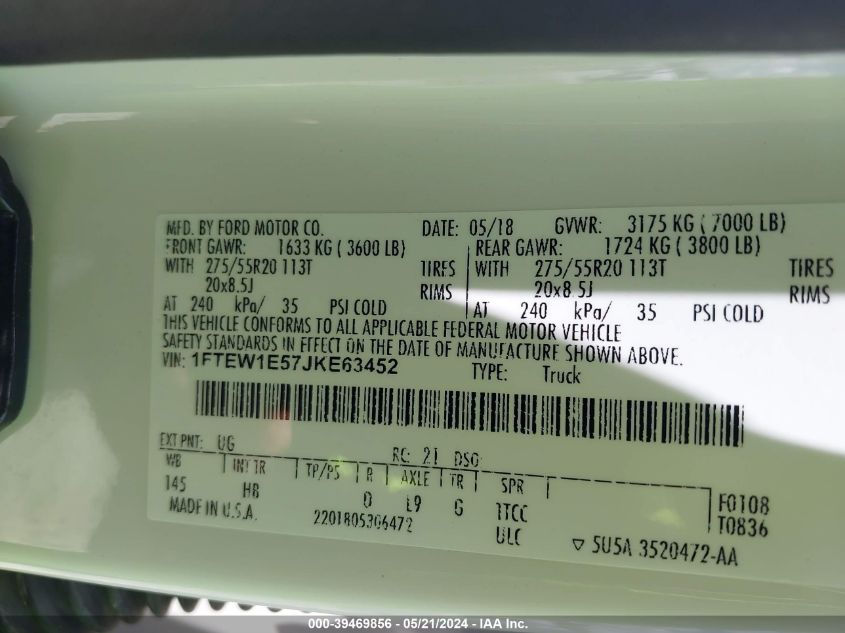 MFD. BY FORD MOTOR CO. DATE: 05/18 GVWR: 3175 KG ( 7000 LB)
FRONT GAWR: 1633 KG ( 3600 LB) REAR GAWR: 1724 KG ( 3800 LB)
WITH 275/55R20 113T TIRES WITH 275/55R20 113T TIRES
20x8.5J RIMS 20x8.5J RIMS
AT 240 kPa/ 35 PSI COLD AT 240 kPa/ 35 PSI COLD
THIS VEHICLE CONFORMS TO ALL APPLICABLE FEDERAL MOTOR VEHICLE
SAFETY STANDARDS IN EFFECT ON THE DATE OF MANUFACTURE SHOWN ABOVE.
VIN: 1FTEW1E57JKE63452 TYPE: Truck
EXT PNT: UG RC: 21 DSO:
WB INT TR TP/PS R AXLE TR SPR
145 HB 0 L9 G 1TCC F0108
MADE IN U.S.A. 2201805306472 ULC T0836
▽ 5U5A 3520472-AA
000-39469856 / 05/21/2024 - IAA Inc.